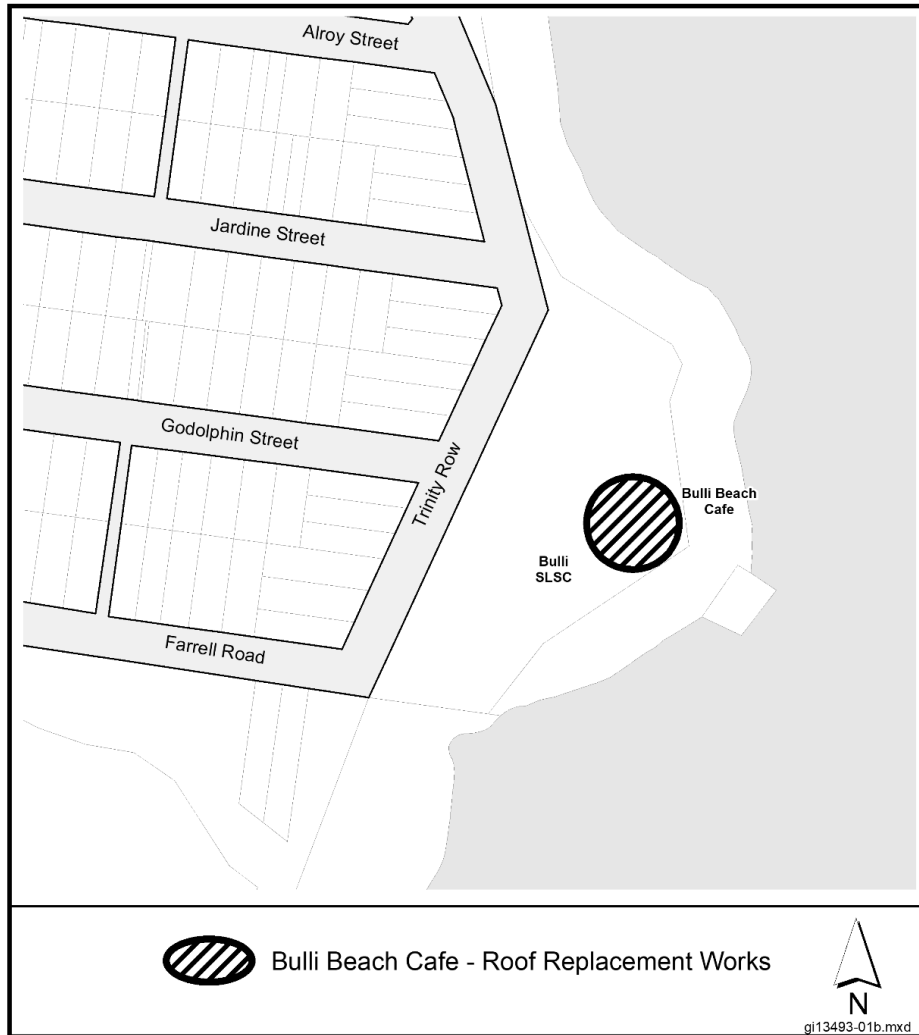 Alroy Street
Jardine Street
Godolphin Street
Trinity Row
Bulli Beach
Cafe
Bulli
SLSC
Farrell Road
Bulli Beach Cafe - Roof Replacement Works
N
gi13493-01b.mxd